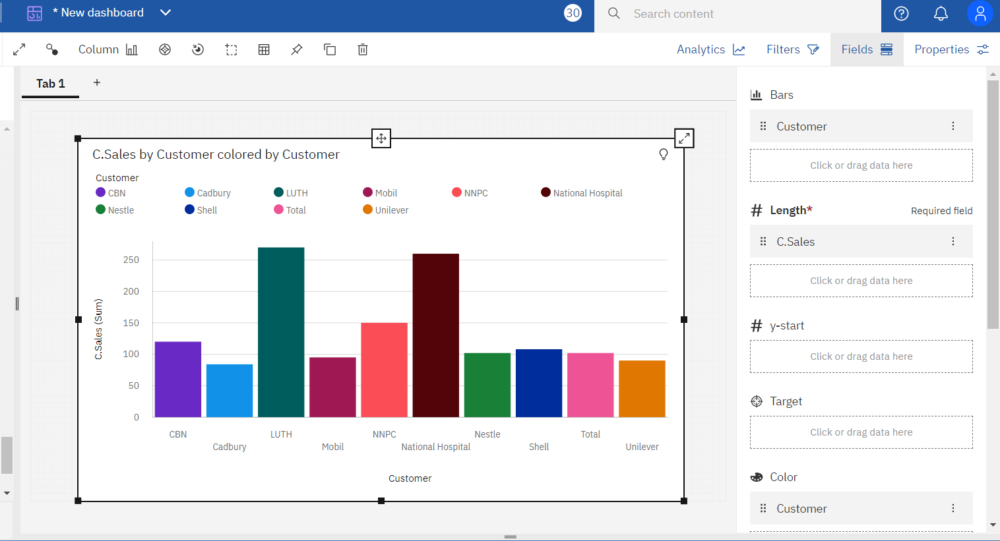 * New dashboard
30
Search content
Column
Analytics
Filters
Fields
Properties
Tab 1
+
C.Sales by Customer colored by Customer
Customer
CBN
Cadbury
LUTH
Mobil
NNPC
National Hospital
Nestle
Shell
Total
Unilever
C.Sales (Sum)
250
200
150
100
50
0
CBN
Cadbury
LUTH
Mobil
NNPC
National Hospital
Nestle
Shell
Total
Unilever
Customer
Bars
Customer
Click or drag data here
# Length* Required field
C.Sales
Click or drag data here
# y-start
Click or drag data here
Target
Click or drag data here
Color
Customer